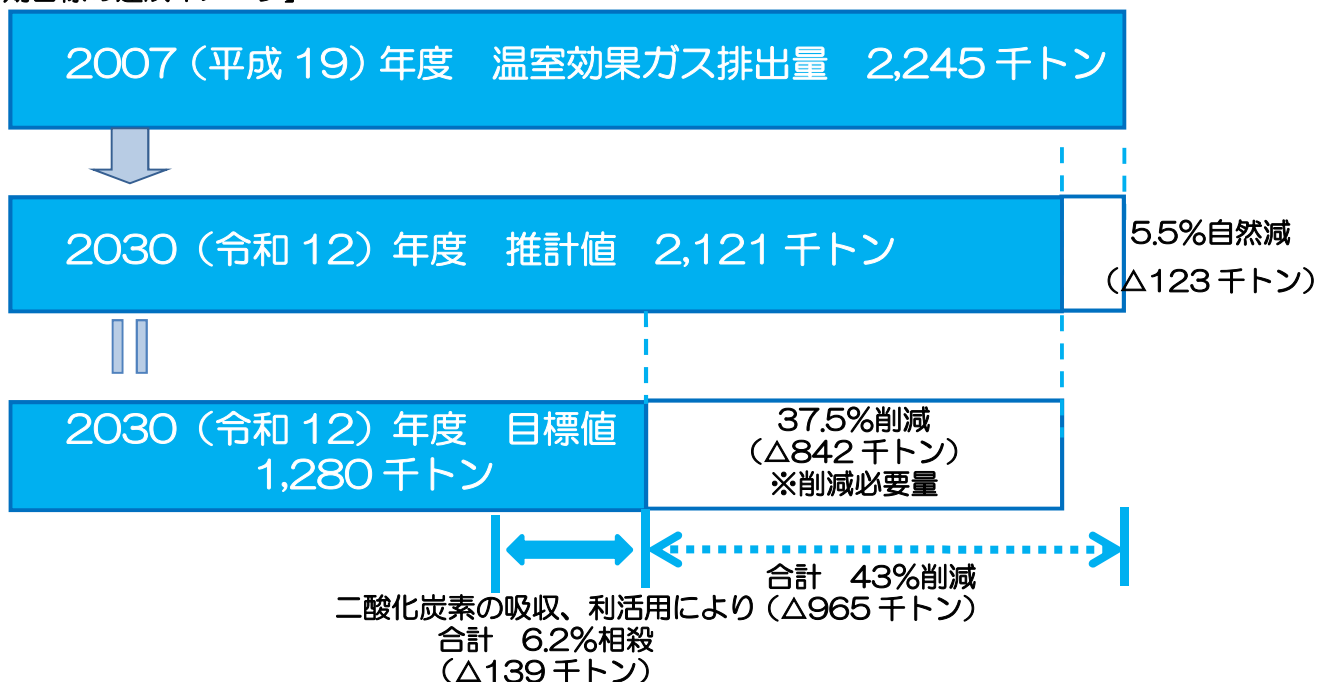 2007（平成 19）年度　温室効果ガス排出量　2,245 千トン
2030（令和 12）年度　推計値　2,121 千トン
5.5%自然減
（△123 千トン）
2030（令和 12）年度　目標値
1,280 千トン
37.5%削減
（△842 千トン）
※削減必要量
合計　43%削減
（△965 千トン）
二酸化炭素の吸収、利活用により
合計　6.2%相殺
（△139 千トン）